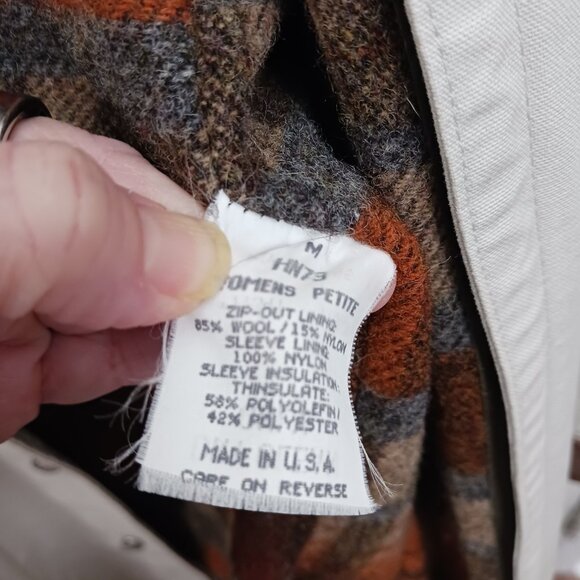 M
HN79
WOMENS PETITE
ZIP-OUT LINING:
85% WOOL/15% NYLON
SLEEVE LINING:
100% NYLON
SLEEVE INSULATION:
THINSULATE:
58% POLYOLEFIN/
42% POLYESTER
MADE IN U.S.A
CARE ON REVERSE